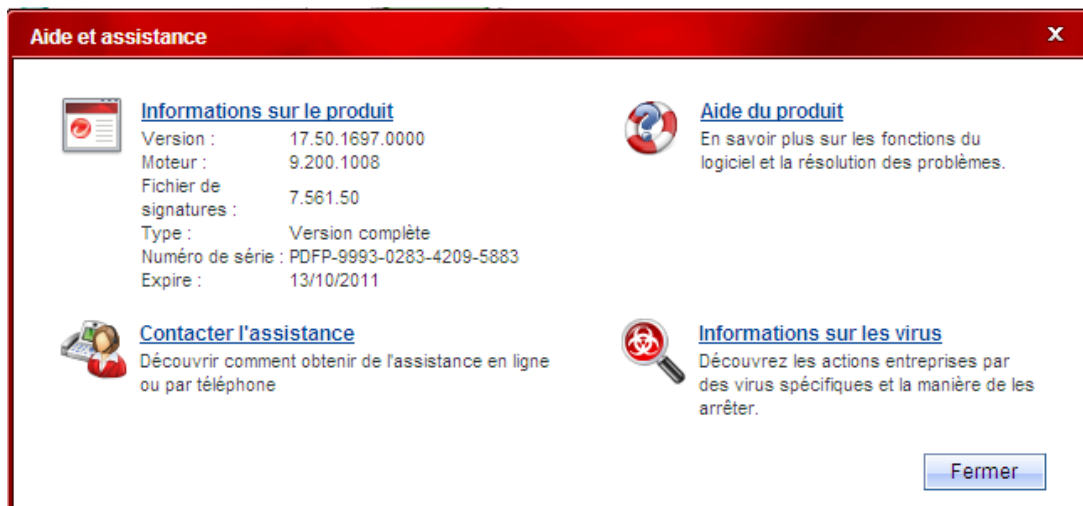 Aide et assistance
x
Informations sur le produit
Version : 17.50.1697.0000
Moteur : 9.200.1008
Fichier de
signatures : 7.561.50
Type : Version complète
Numéro de série : PDFP-9993-0283-4209-5883
Expire : 13/10/2011
Aide du produit
En savoir plus sur les fonctions du
logiciel et la résolution des problèmes.
Contacter l'assistance
Découvrir comment obtenir de l'assistance en ligne
ou par téléphone
Informations sur les virus
Découvrez les actions entreprises par
des virus spécifiques et la manière de les
arrêter.
Fermer